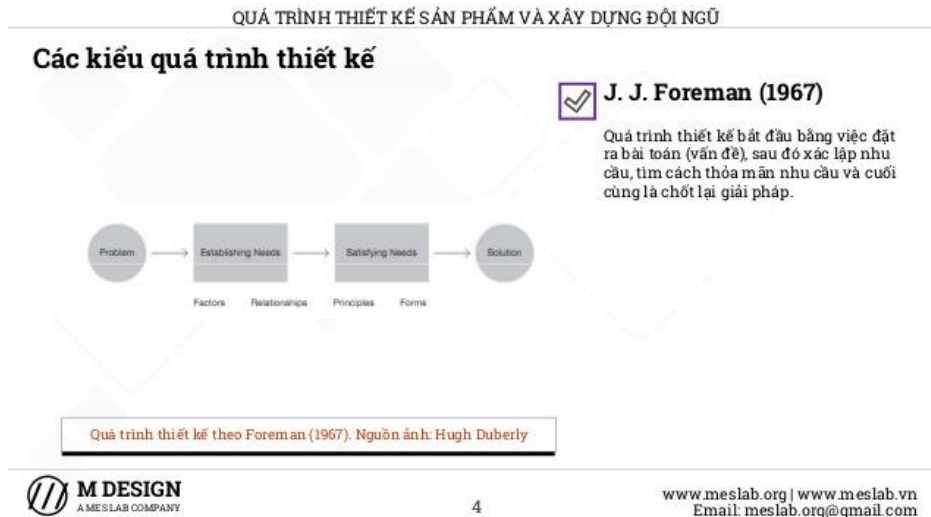 QUÁ TRÌNH THIẾT KẾ SẢN PHẨM VÀ XÂY DỰNG ĐỘI NGŨ
Các kiểu quá trình thiết kế
J. J. Foreman (1967)
Quá trình thiết kế bắt đầu bằng việc đặt
ra bài toán (vấn đề), sau đó xác lập nhu
cầu, tìm cách thỏa mãn nhu cầu và cuối
cùng là chốt lại giải pháp.
Problem
Establishing Needs
Satisfying Needs
Solution
Factors
Relationships
Principles
Forms
Quá trình thiết kế theo Foreman (1967). Nguồn ảnh: Hugh Duberly
M DESIGN
A MESLAB COMPANY
4
www.meslab.org | www.meslab.vn
Email: meslab.org@gmail.com